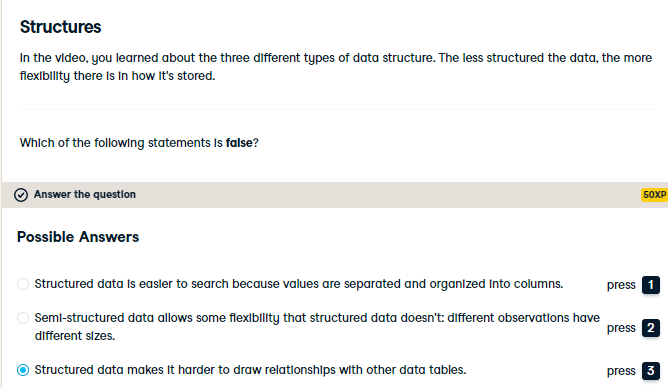 Structures
In the video, you learned about the three different types of data structure. The less structured the data, the more
flexibility there is in how it's stored.
Which of the following statements is false?
Answer the question
50XP
Possible Answers
Structured data is easier to search because values are separated and organized into columns.
press 1
Semi-structured data allows some flexibility that structured data doesn't: different observations have
different sizes.
press 2
Structured data makes it harder to draw relationships with other data tables.
press 3